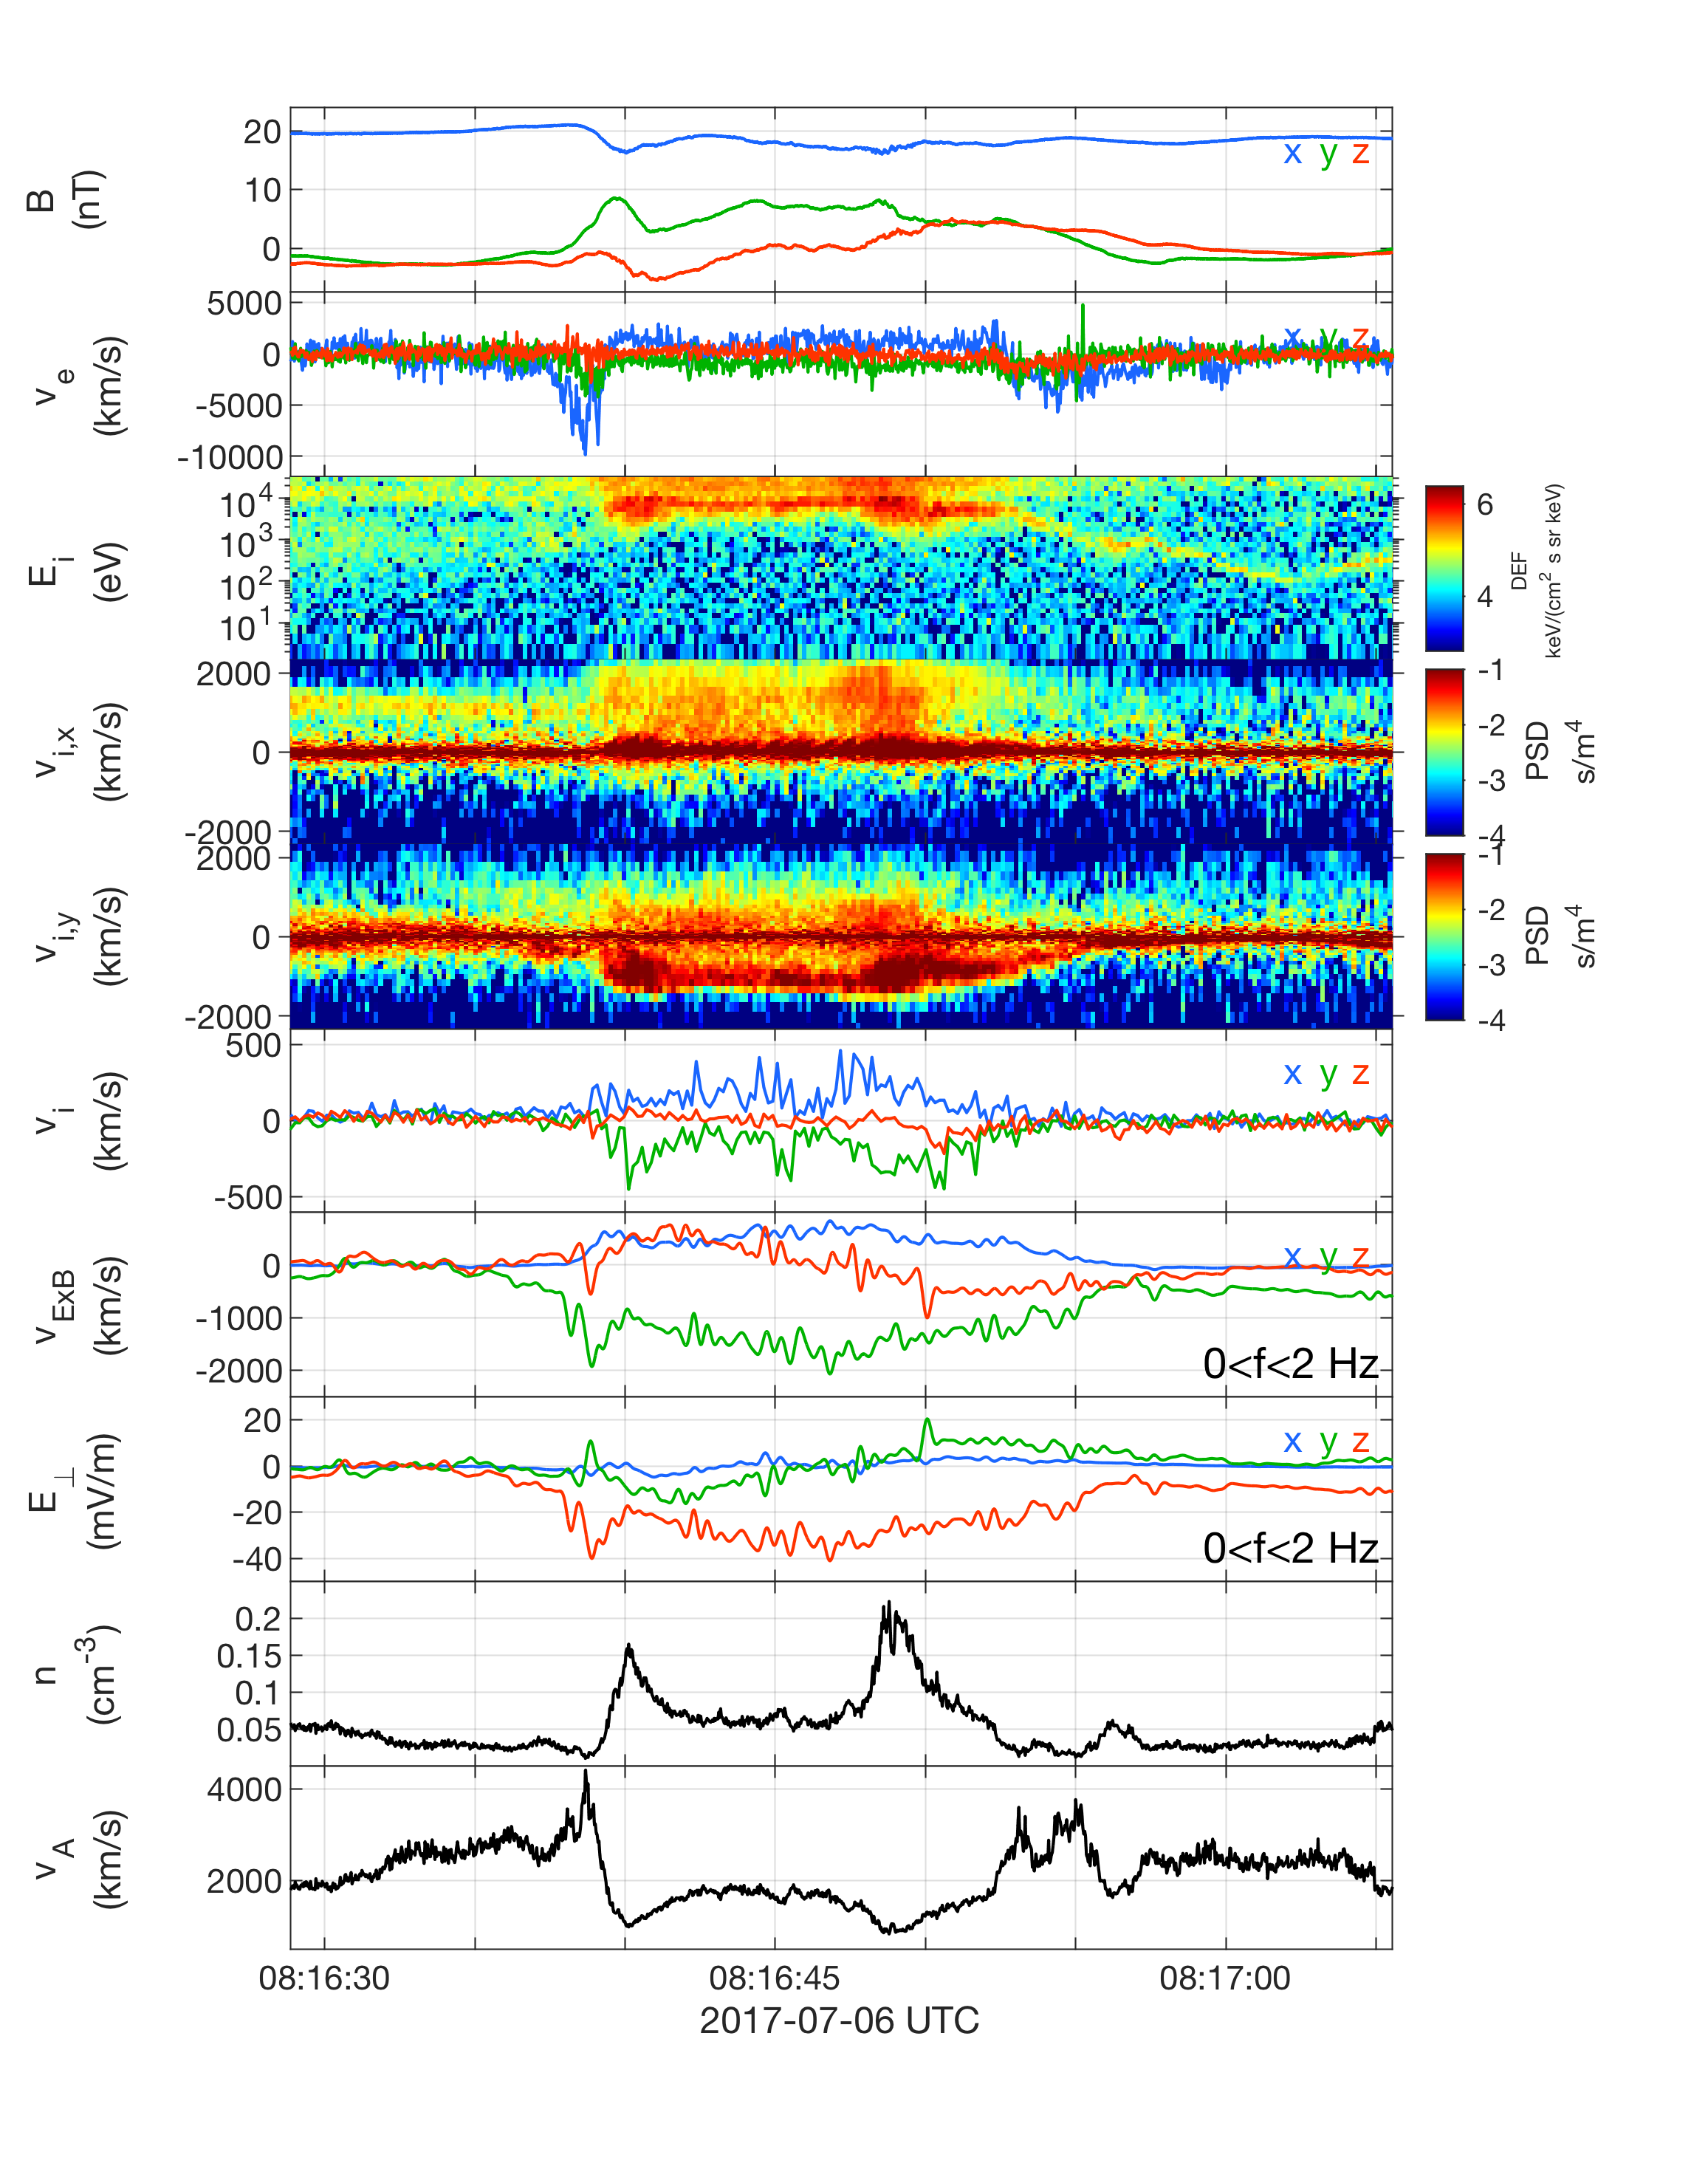 20
10
0
B
(nT)
x y z
5000
0
-5000
-10000
v e
(km/s)
x y z
10^4
10^3
10^2
10^1
E i
(eV)
6
4
DEF
keV/(cm^2 s sr keV)
2000
0
-2000
v i,x
(km/s)
-1
-2
-3
-4
PSD
s/m^4
2000
0
-2000
v i,y
(km/s)
-1
-2
-3
-4
PSD
s/m^4
500
0
-500
v i
(km/s)
x y z
0
-1000
-2000
v ExB
(km/s)
x y z
0<f<2 Hz
20
0
-20
-40
E ⊥
(mV/m)
x y z
0<f<2 Hz
0.2
0.15
0.1
0.05
n
(cm^-3)
4000
2000
v A
(km/s)
08:16:30 08:16:45 08:17:00
2017-07-06 UTC